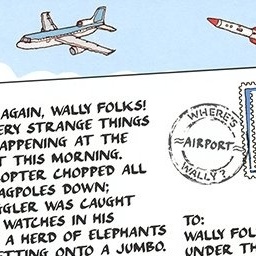 AGAIN, WALLY FOLKS!
ERY STRANGE THINGS
APPENING AT THE
T THIS MORNING.
OPTER CHOPPED ALL
AGPOLES DOWN;
GGLER WAS CAUGHT
WATCHES IN HIS
A HERD OF ELEPHANTS
ETTING ONTO A JUMBO.
WHERE'S
AIRPORT
WALLY?
TO:
WALLY FOL
UNDER TH